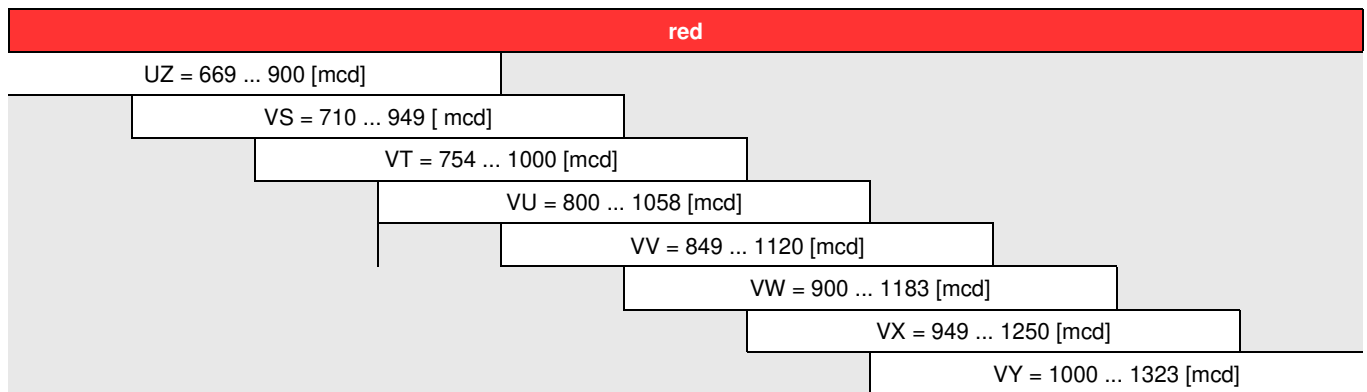 red
UZ = 669 ... 900 [mcd]
VS = 710 ... 949 [ mcd]
VT = 754 ... 1000 [mcd]
VU = 800 ... 1058 [mcd]
VV = 849 ... 1120 [mcd]
VW = 900 ... 1183 [mcd]
VX = 949 ... 1250 [mcd]
VY = 1000 ... 1323 [mcd]